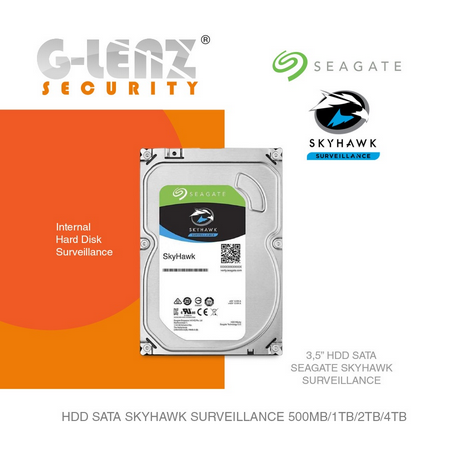 G-LENZ®
SECURITY
SEAGATE
SKYHAWK
SURVEILLANCE
Internal
Hard Disk
Surveillance
SEAGATE
SKYHAWK
SkyHawk
3,5" HDD SATA
SEAGATE SKYHAWK
SURVEILLANCE
HDD SATA SKYHAWK SURVEILLANCE 500MB/1TB/2TB/4TB